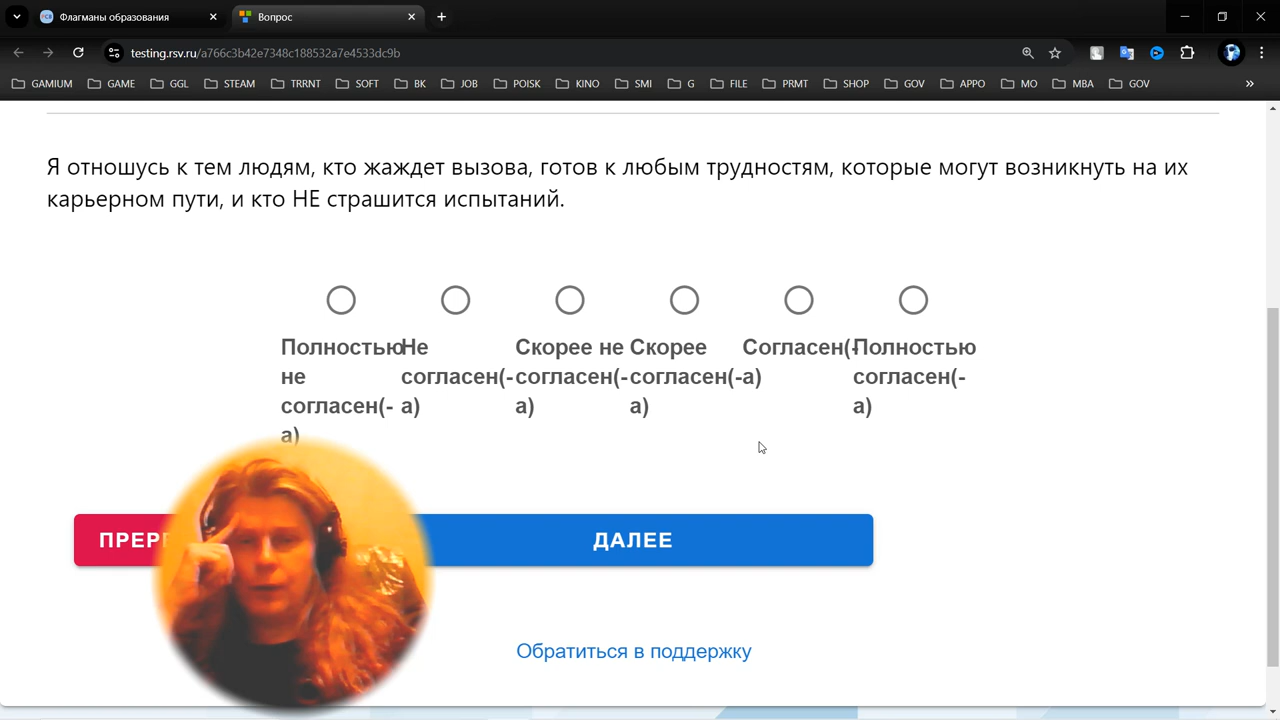 Флагманы образования
Вопрос
testing.rsv.ru/a766c3b42e7348c188532a7e4533dc9b
GAMIUM GAME GGL STEAM TRRNT SOFT BK JOB POISK KINO SMI G FILE PRMT SHOP GOV APPO MO MBA GOV »
Я отношусь к тем людям, кто жаждет вызова, готов к любым трудностям, которые могут возникнуть на их
карьерном пути, и кто НЕ страшится испытаний.
Полностью
не
согласен(-
а)
Не
согласен(-
а)
Скорее не
согласен(-
а)
Скорее
согласен(-
а)
Согласен(-
а)
Полностью
согласен(-
а)
ДАЛЕЕ
Обратиться в поддержку